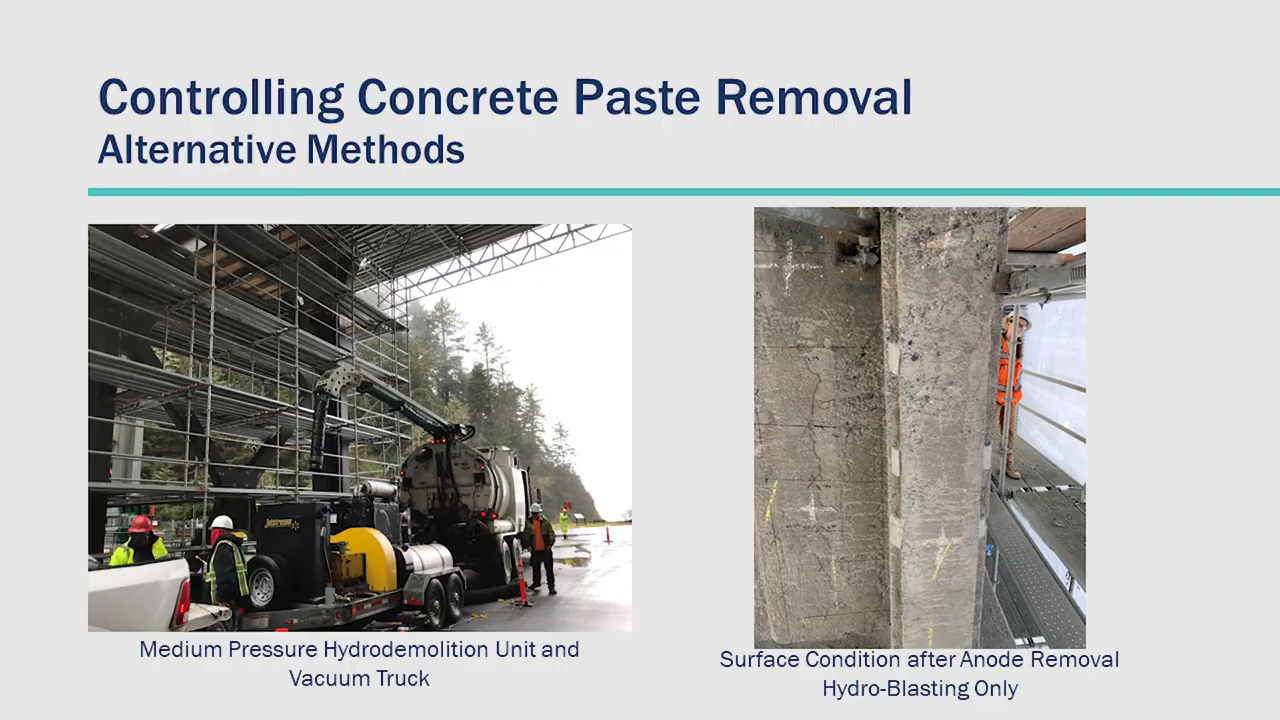 Controlling Concrete Paste Removal
Alternative Methods
Jetstream
Medium Pressure Hydrodemolition Unit and
Vacuum Truck
Surface Condition after Anode Removal
Hydro-Blasting Only